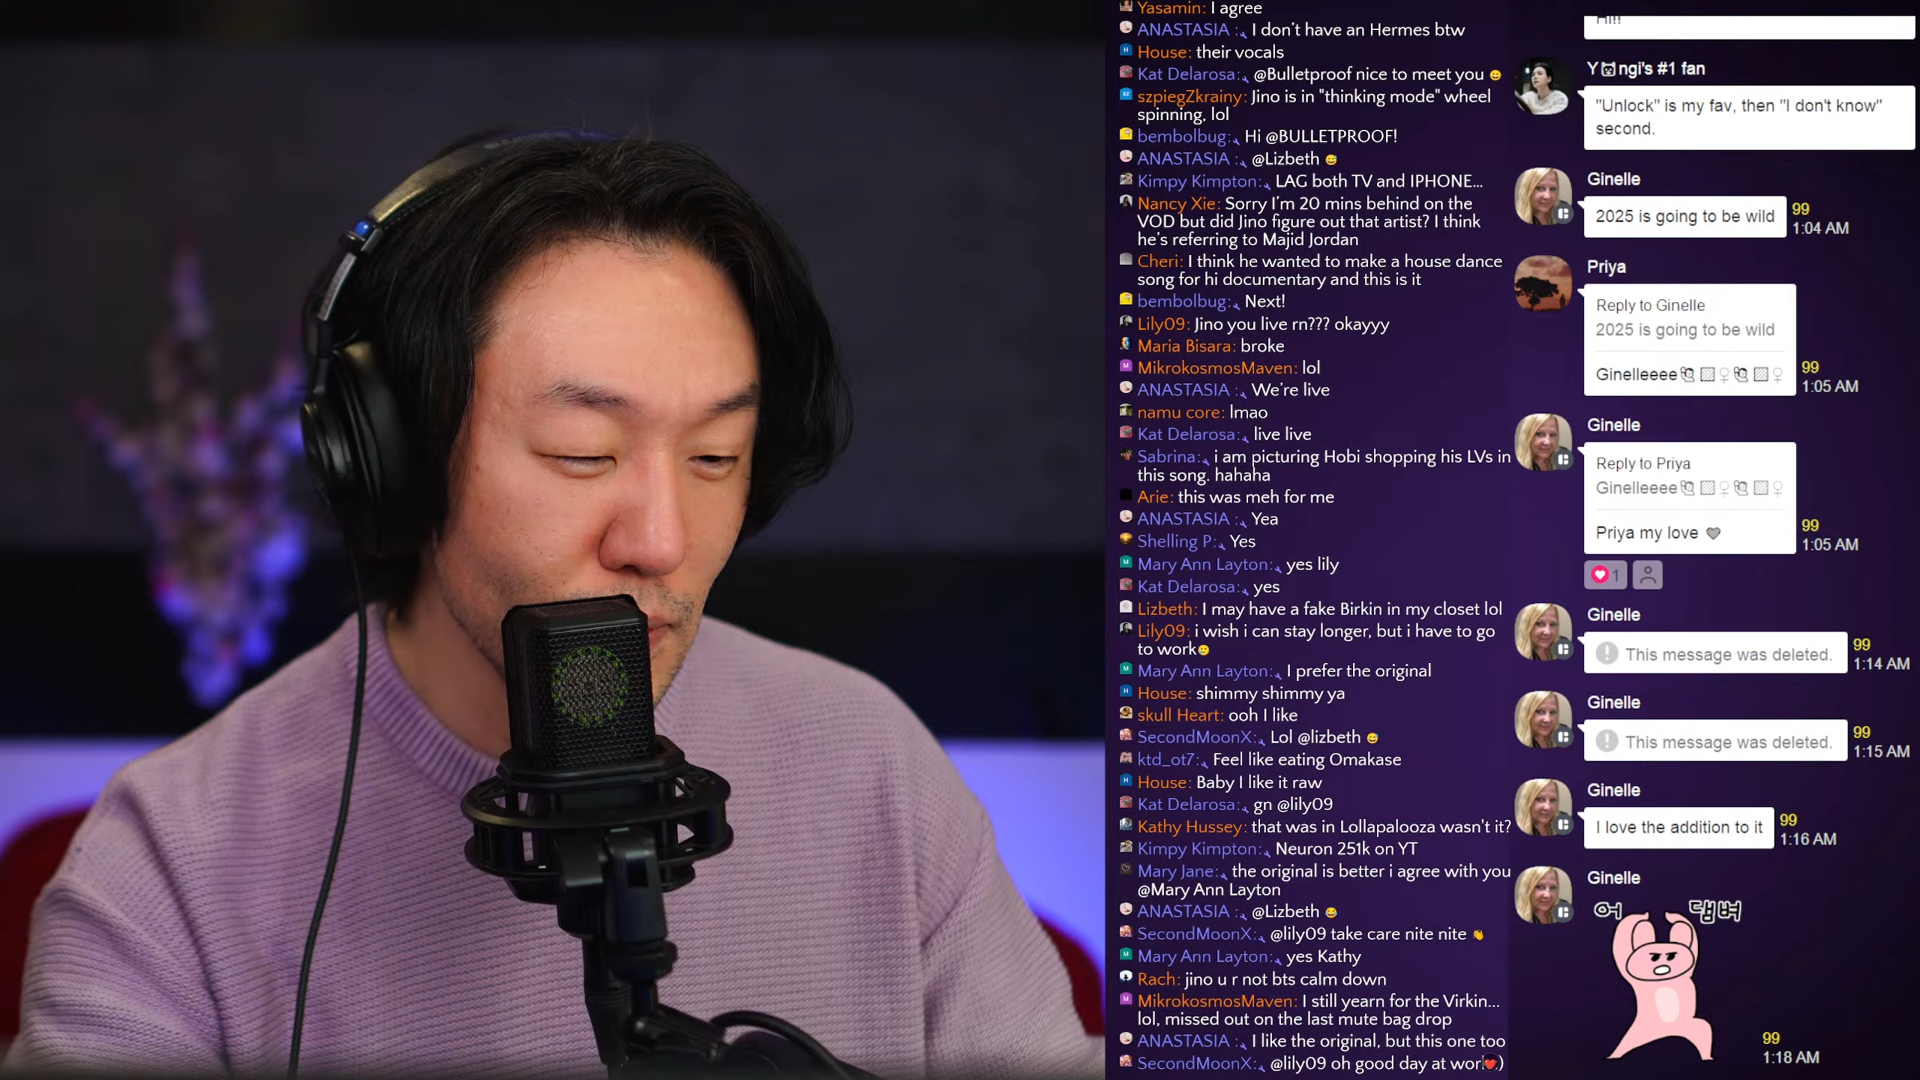 Yasamin: I agree
ANASTASIA : I don't have an Hermes btw
House: their vocals
Kat Delarosa: @Bulletproof nice to meet you 😀
szpiegZkrainy: Jino is in "thinking mode" wheel
spinning, lol
bembolbug: Hi @BULLETPROOF!
ANASTASIA : @Lizbeth 😅
Kimpy Kimpton: LAG both TV and IPHONE...
Nancy Xie: Sorry I'm 20 mins behind on the
VOD but did Jino figure out that artist? I think
he's referring to Majid Jordan
Cheri: I think he wanted to make a house dance
song for hi documentary and this is it
bembolbug: Next!
Lily09: Jino you live rn??? okayyy
Maria Bisara: broke
MikrokosmosMaven: lol
ANASTASIA : We're live
namu core: lmao
Kat Delarosa: live live
Sabrina: i am picturing Hobi shopping his LVs in
this song. hahaha
Arie: this was meh for me
ANASTASIA : Yea
Shelling P: Yes
Mary Ann Layton: yes lily
Kat Delarosa: yes
Lizbeth: I may have a fake Birkin in my closet lol
Lily09: i wish i can stay longer, but i have to go
to work🥲
Mary Ann Layton: I prefer the original
House: shimmy shimmy ya
skull Heart: ooh I like
SecondMoonX: Lol @lizbeth 😅
ktd_ot7: Feel like eating Omakase
House: Baby I like it raw
Kat Delarosa: gn @lily09
Kathy Hussey: that was in Lollapalooza wasn't it?
Kimpy Kimpton: Neuron 251k on YT
Mary Jane: the original is better i agree with you
@Mary Ann Layton
ANASTASIA : @Lizbeth 😂
SecondMoonX: @lily09 take care nite nite 👋
Mary Ann Layton: yes Kathy
Rach: jino u r not bts calm down
MikrokosmosMaven: I still yearn for the Virkin...
lol, missed out on the last mute bag drop
ANASTASIA : I like the original, but this one too
SecondMoonX: @lily09 oh good day at wor
Hi!!
Y🐱ngi's #1 fan
"Unlock" is my fav, then "I don't know"
second.
Ginelle
2025 is going to be wild
99
1:04 AM
Priya
Reply to Ginelle
2025 is going to be wild
Ginelleeee
99
1:05 AM
Ginelle
Reply to Priya
Ginelleeee
Priya my love 🩶
99
1:05 AM
1
Ginelle
This message was deleted.
99
1:14 AM
Ginelle
This message was deleted.
99
1:15 AM
Ginelle
I love the addition to it
99
1:16 AM
Ginelle
어 댐벼
99
1:18 AM